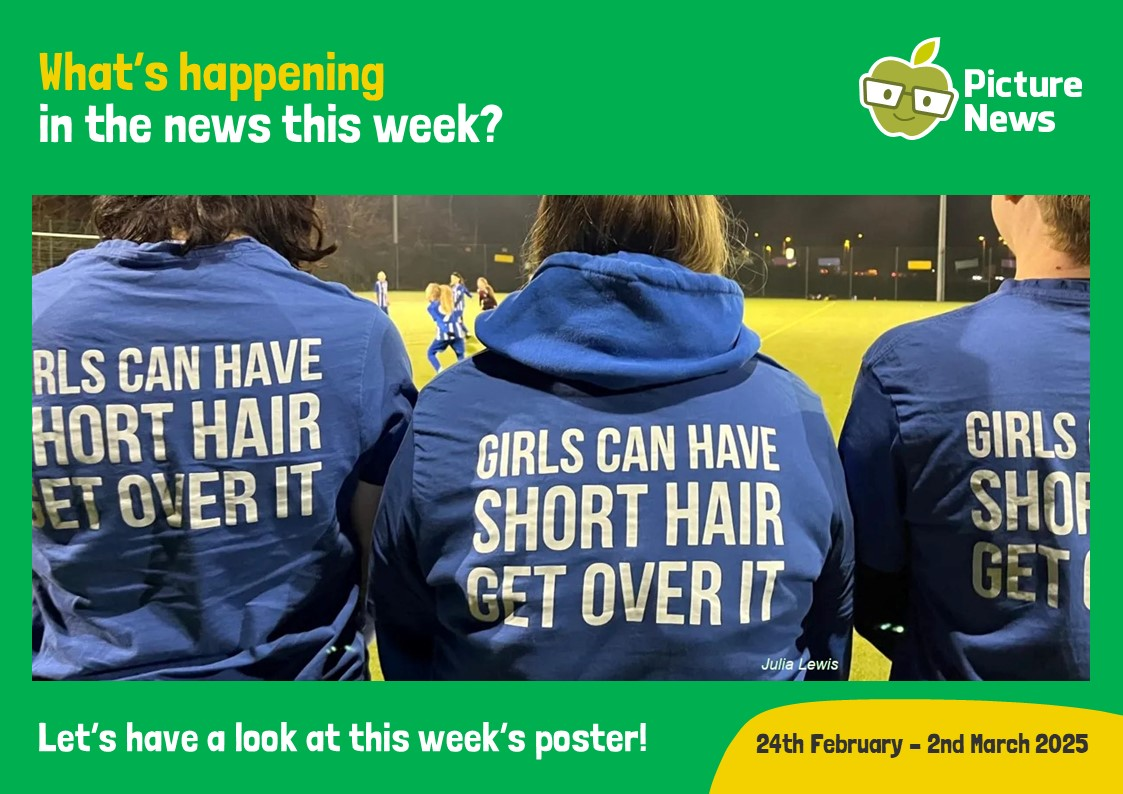 What's happening
in the news this week?
Picture
News
RLS CAN HAVE
HORT HAIR
GET OVER IT
GIRLS CAN HAVE
SHORT HAIR
GET OVER IT
GIRLS
SHOR
GET
Julia Lewis
Let's have a look at this week's poster!
24th February – 2nd March 2025